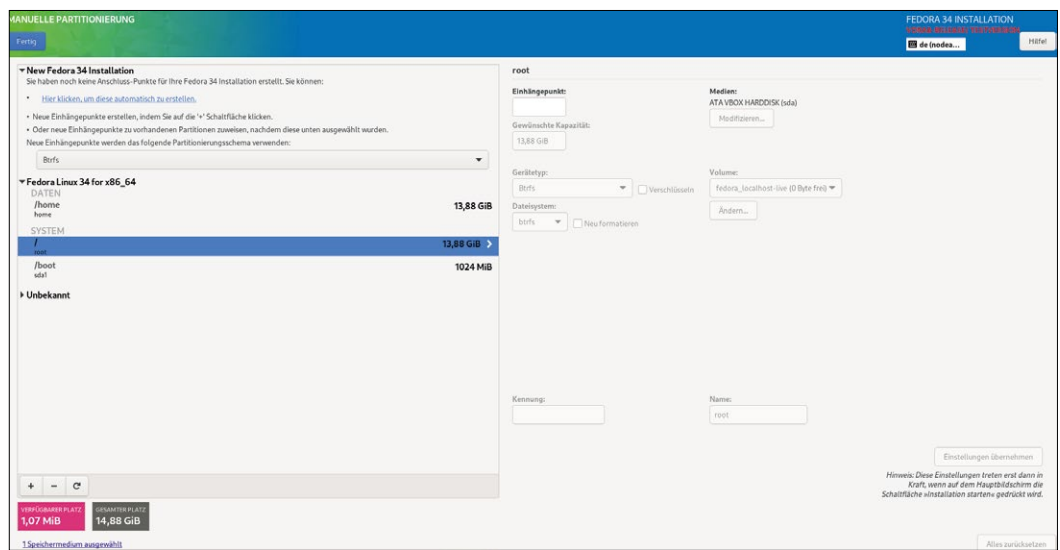 MANUELLE PARTITIONIERUNG
Fertig
FEDORA 34 INSTALLATION
de (nodea...
Hilfe!
New Fedora 34 Installation
Sie haben noch keine Anschluss-Punkte für Ihre Fedora 34 Installation erstellt. Sie können:
• Hier klicken, um diese automatisch zu erstellen.
• Neue Einhängepunkte erstellen, indem Sie auf die '+' Schaltfläche klicken.
• Oder neue Einhängepunkte zu vorhandenen Partitionen zuweisen, nachdem diese unten ausgewählt wurden.
Neue Einhängepunkte werden das folgende Partitionierungsschema verwenden:
Btrfs
Fedora Linux 34 for x86_64
DATEN
/home 13,88 GiB
home
SYSTEM
/ 13,88 GiB
root
/boot 1024 MiB
sda1
Unbekannt
+ −
VERFÜGBARER PLATZ
1,07 MiB
GESAMTER PLATZ
14,88 GiB
1 Speichermedium ausgewählt
root
Einhängepunkt:
Gewünschte Kapazität:
13,88 GiB
Medien:
ATA VBOX HARDDISK (sda)
Modifizieren...
Gerätetyp:
Btrfs
Verschlüsseln
Volume:
fedora_localhost-live (0 Byte frei)
Dateisystem:
btrfs
Neu formatieren
Ändern...
Kennung:
Name:
root
Einstellungen übernehmen
Hinweis: Diese Einstellungen treten erst dann in
Kraft, wenn auf dem Hauptbildschirm die
Schaltfläche »Installation starten« gedrückt wird.
Alles zurücksetzen